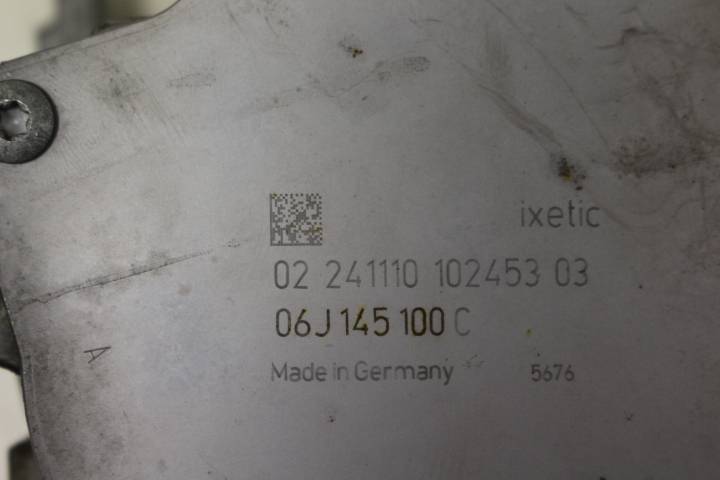 ixetic
02 241110 102453 03
06J 145 100 C
Made in Germany 5676
A